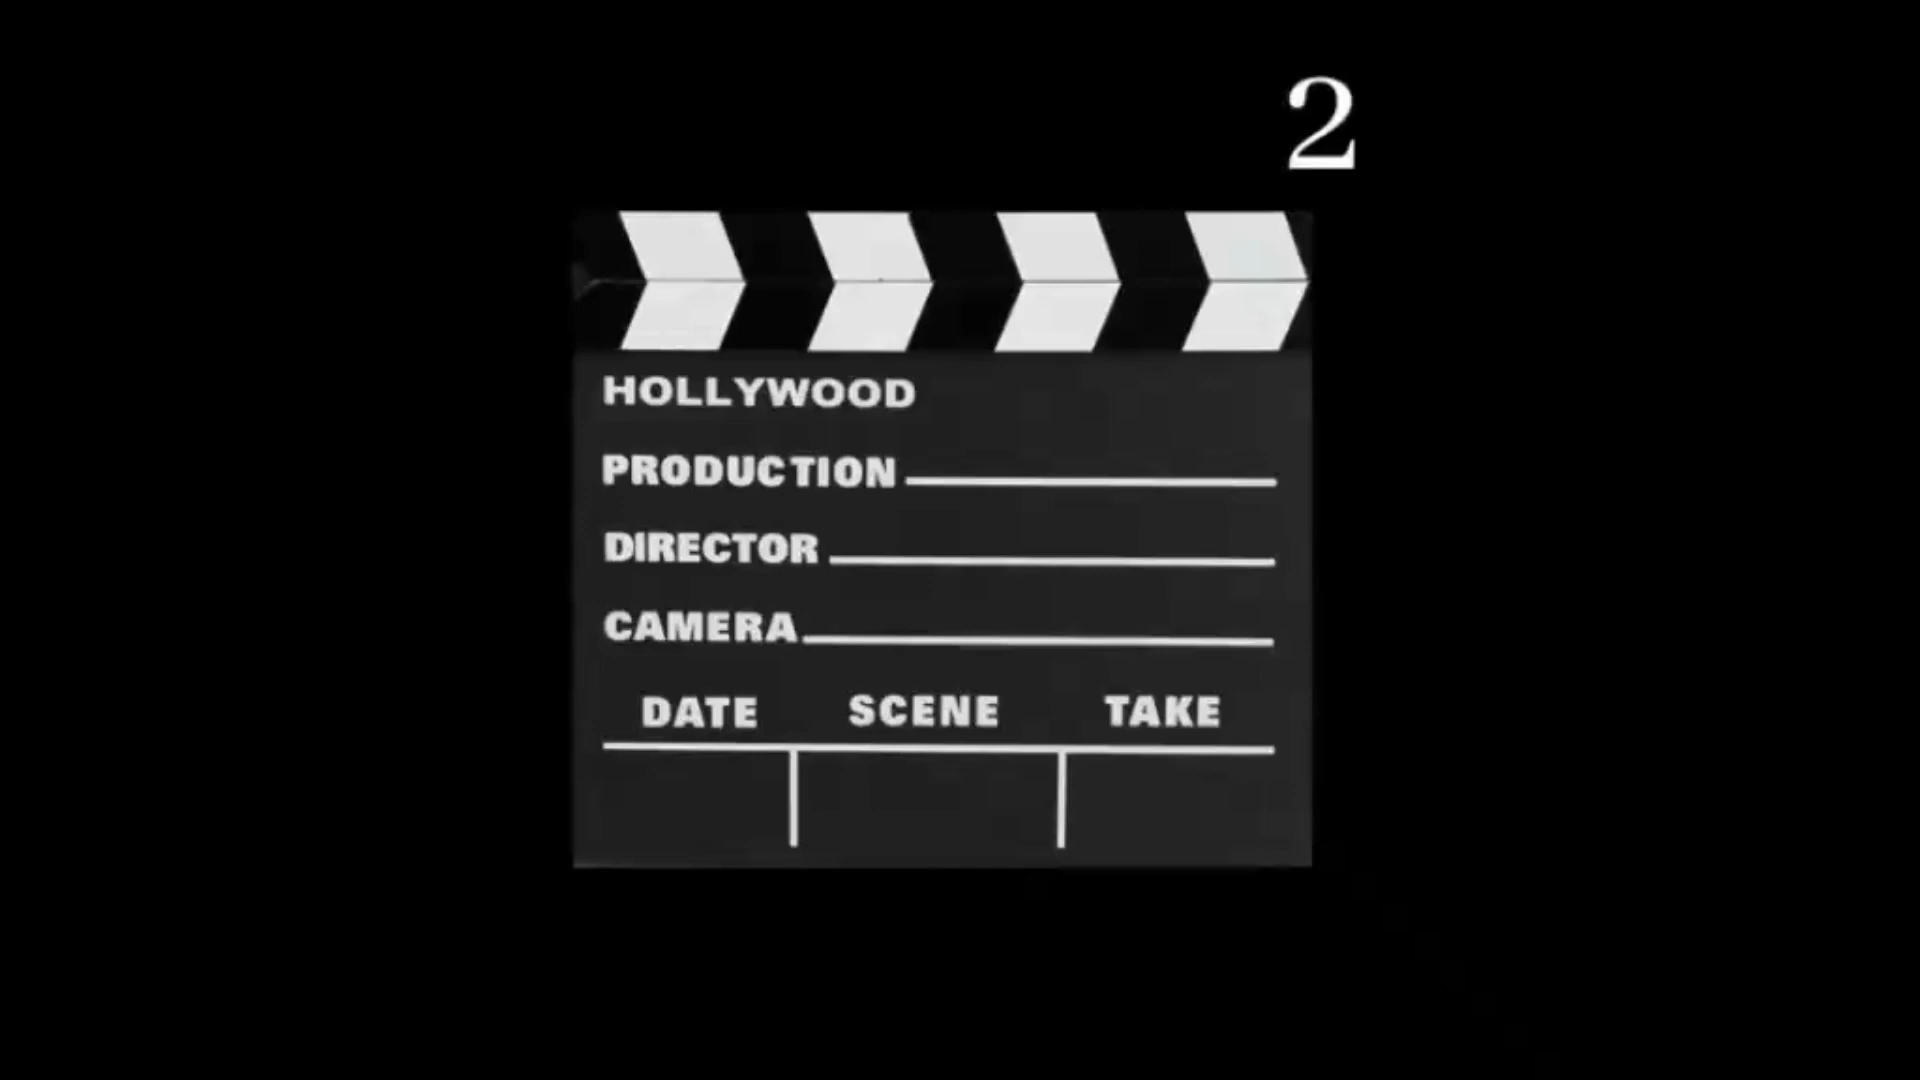 2
HOLLYWOOD
PRODUCTION
DIRECTOR
CAMERA
DATE SCENE TAKE